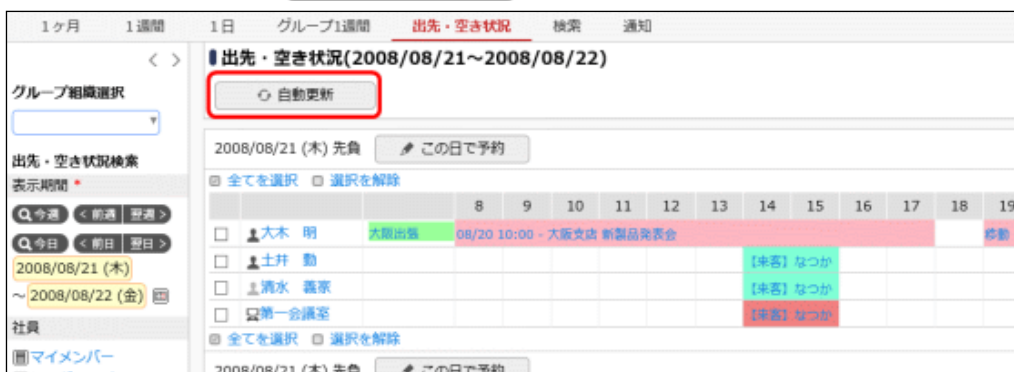 1ヶ月 1週間 1日 グループ1週間 出先・空き状況 検索 通知
< >
グループ組織選択
出先・空き状況検索
表示期間 *
今週 < 前週 翌週 >
今日 < 前日 翌日 >
2008/08/21 (木)
～ 2008/08/22 (金)
社員
マイメンバー
出先・空き状況(2008/08/21～2008/08/22)
自動更新
2008/08/21 (木) 先負 この日で予約
全てを選択 選択を解除
8 9 10 11 12 13 14 15 16 17 18 19
大木 明 大阪出張 08/20 10:00 - 大阪支店 新製品発表会 移動
土井 勤 【来客】なつか
清水 義家 【来客】なつか
第一会議室 【来客】なつか
全てを選択 選択を解除
2008/08/21 (木) 先負 この日で予約